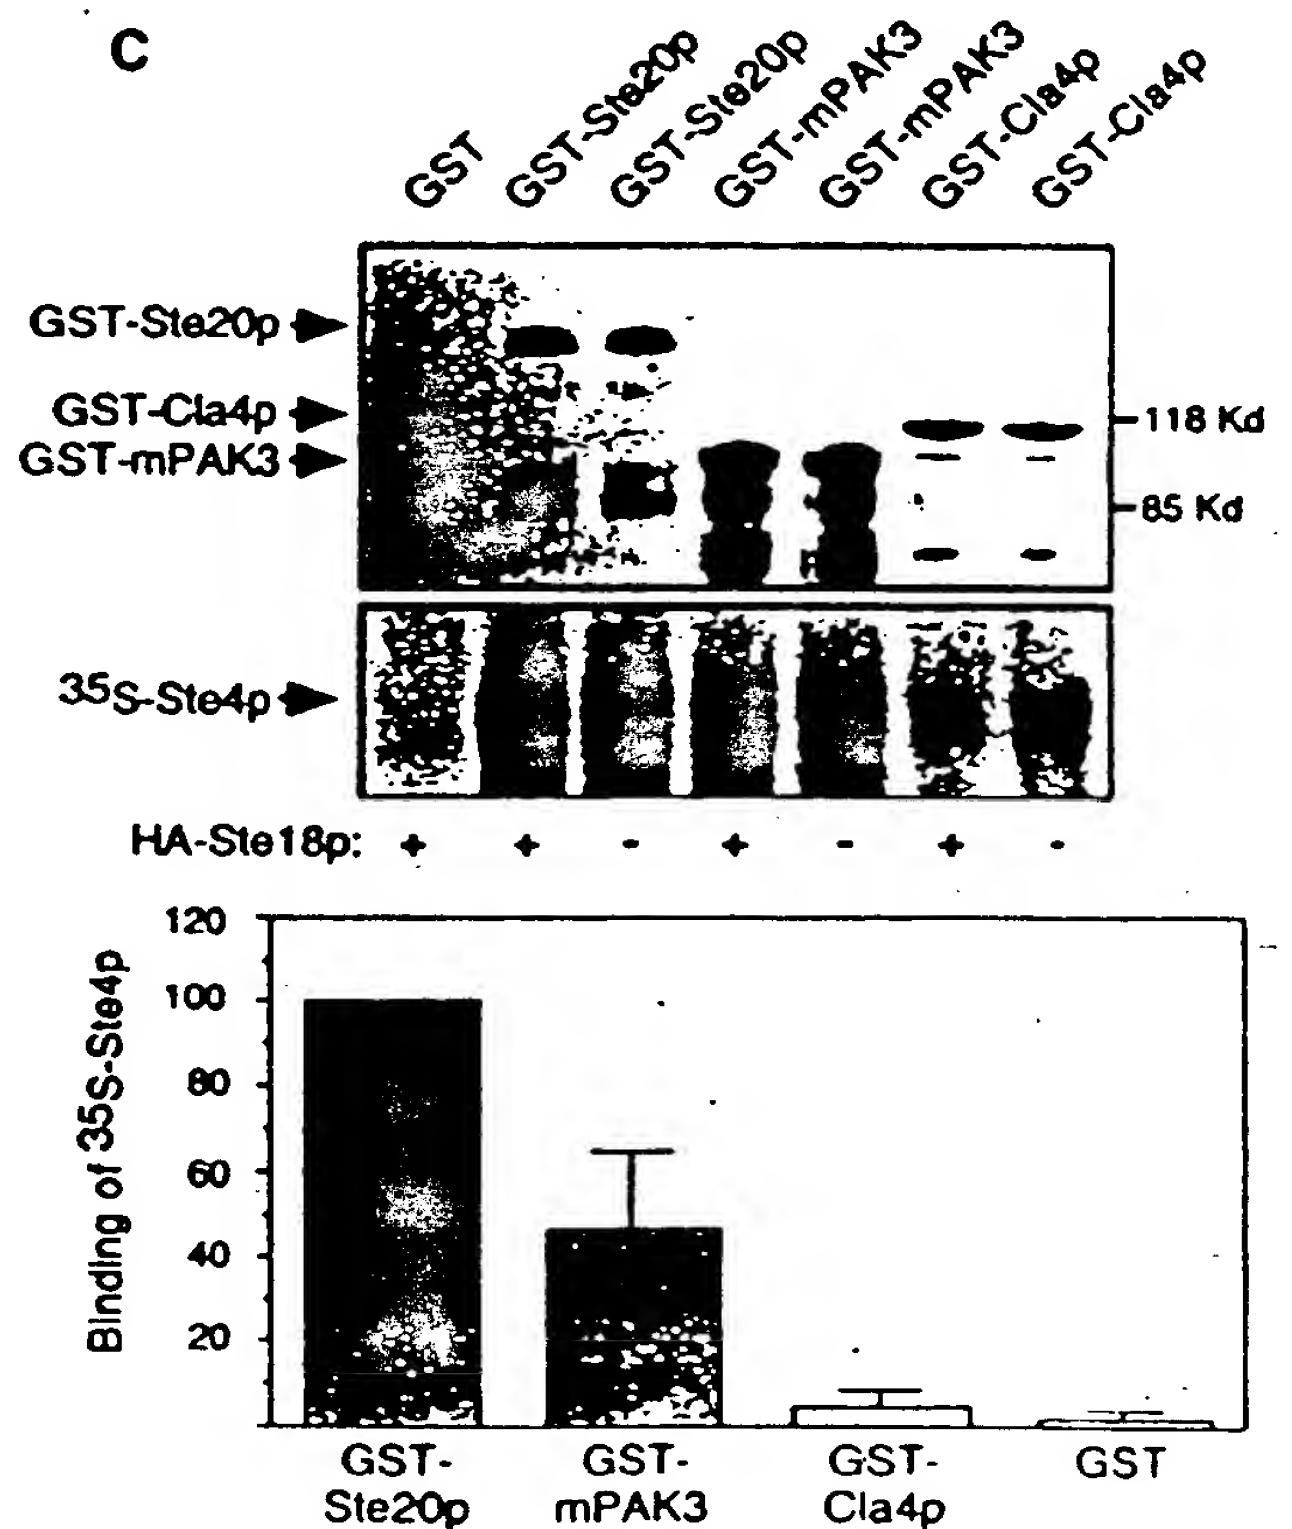 C
GST
GST-Ste20p
GST-Ste20p
GST-mPAK3
GST-mPAK3
GST-Cla4p
GST-Cla4p
GST-Ste20p
GST-Cla4p
GST-mPAK3
118 Kd
85 Kd
35S-Ste4p
HA-Ste18p: + + - + - + -
Binding of 35S-Ste4p
120
100
80
60
40
20
GST-
Ste20p
GST-
mPAK3
GST-
Cla4p
GST